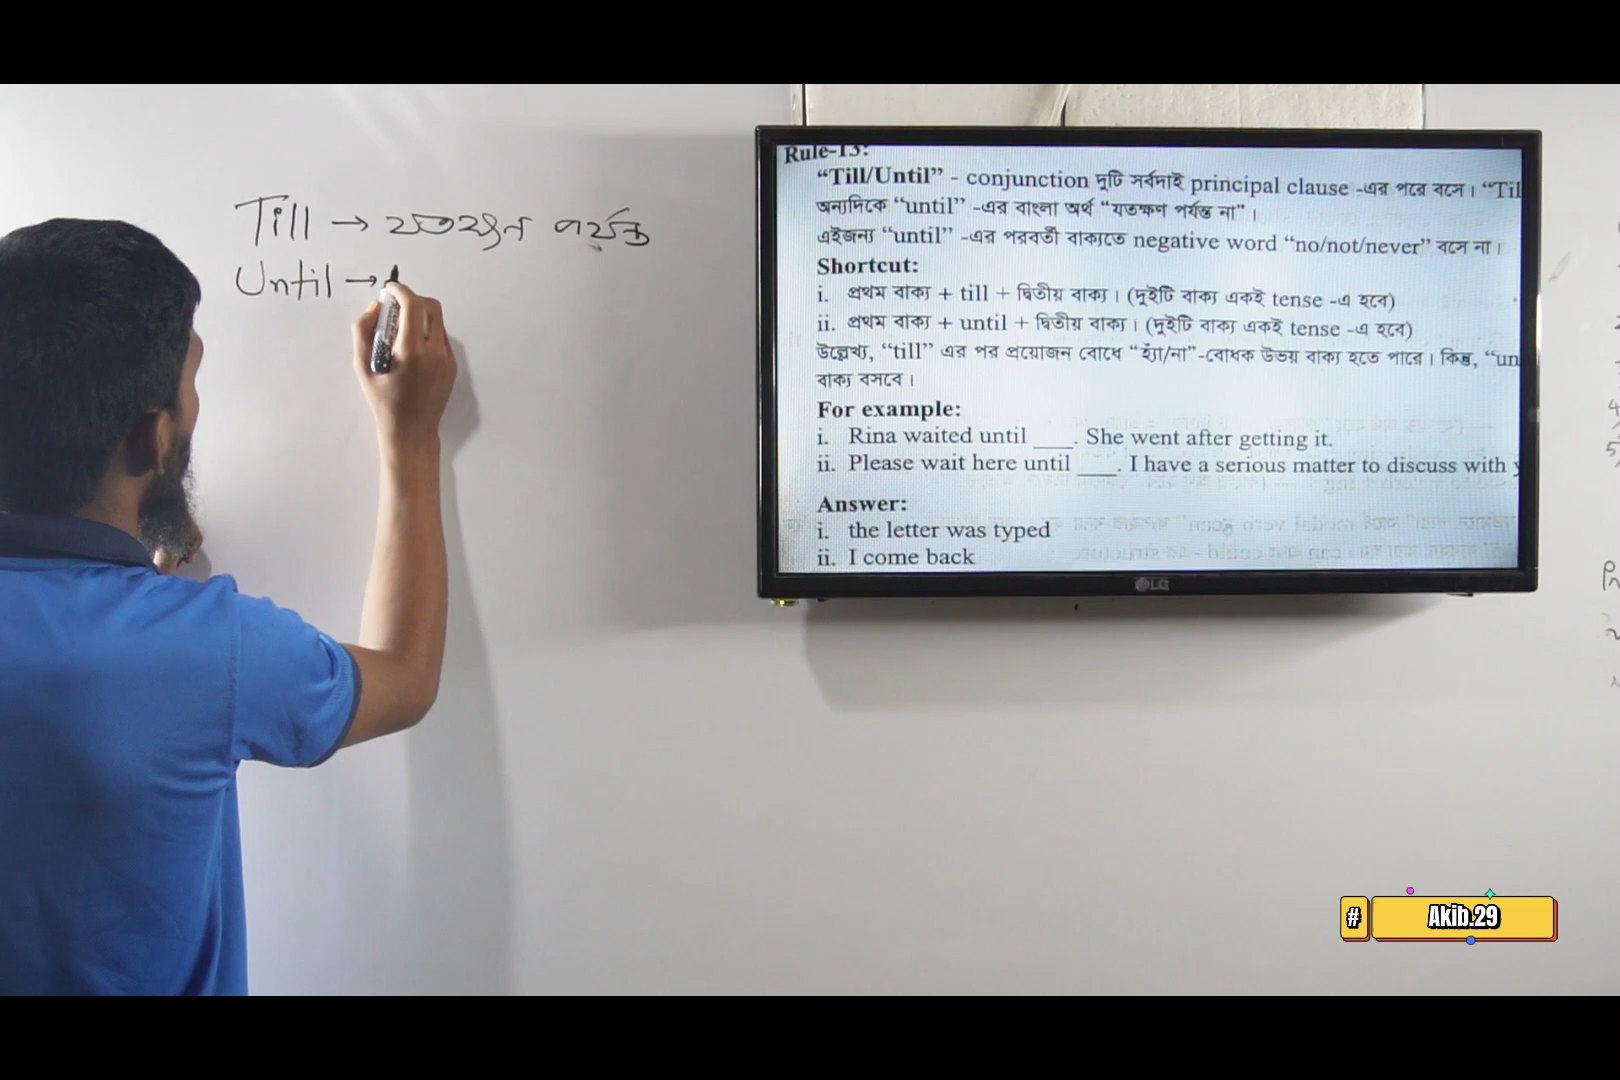 Till → যতক্ষন পর্যন্ত
Until →
Rule-13:
“Till/Until” - conjunction দুটি সর্বদাই principal clause -এর পরে বসে। “Til
অন্যদিকে “until” -এর বাংলা অর্থ “যতক্ষণ পর্যন্ত না”।
এইজন্য “until” -এর পরবর্তী বাক্যতে negative word “no/not/never” বসে না।
Shortcut:
i. প্রথম বাক্য + till + দ্বিতীয় বাক্য। (দুইটি বাক্য একই tense -এ হবে)
ii. প্রথম বাক্য + until + দ্বিতীয় বাক্য। (দুইটি বাক্য একই tense -এ হবে)
উল্লেখ্য, “till” এর পর প্রয়োজন বোধে “হ্যাঁ/না”-বোধক উভয় বাক্য হতে পারে। কিন্তু, “un
বাক্য বসবে।
For example:
i. Rina waited until ____. She went after getting it.
ii. Please wait here until ____. I have a serious matter to discuss with y
Answer:
i. the letter was typed
ii. I come back
LG
# Akib.29